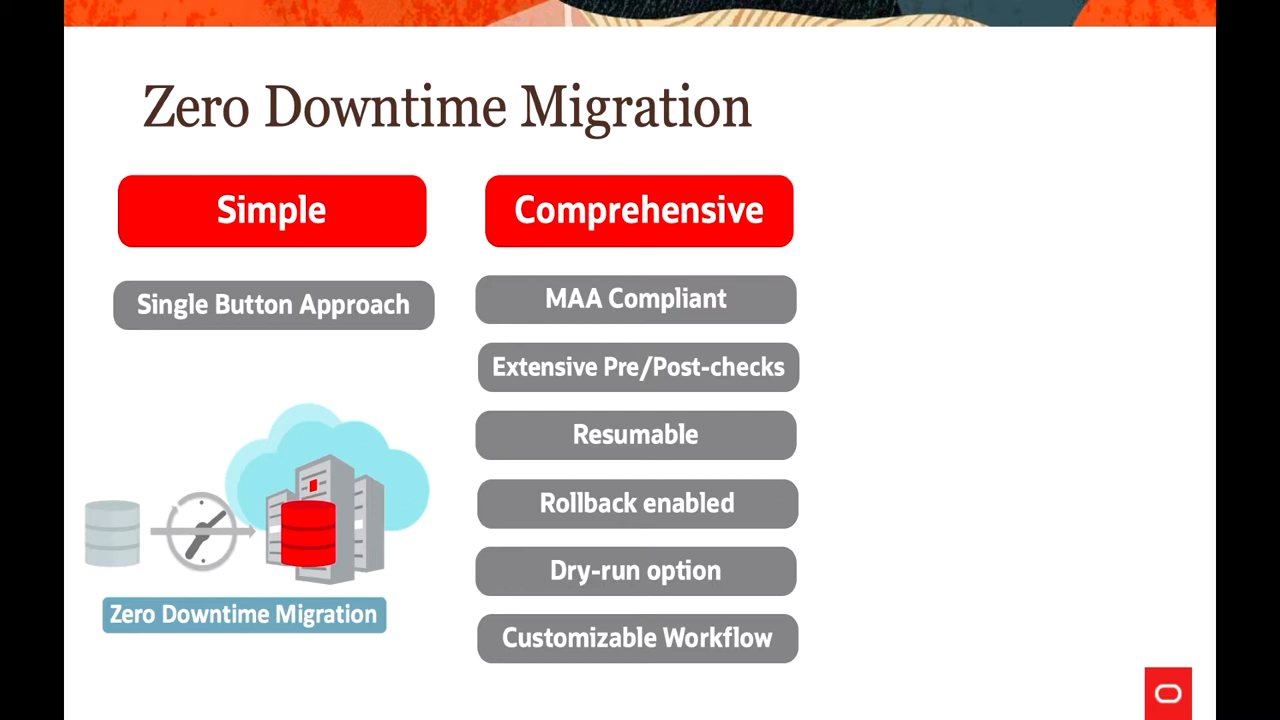 Zero Downtime Migration
Simple
Single Button Approach
Zero Downtime Migration
Comprehensive
MAA Compliant
Extensive Pre/Post-checks
Resumable
Rollback enabled
Dry-run option
Customizable Workflow